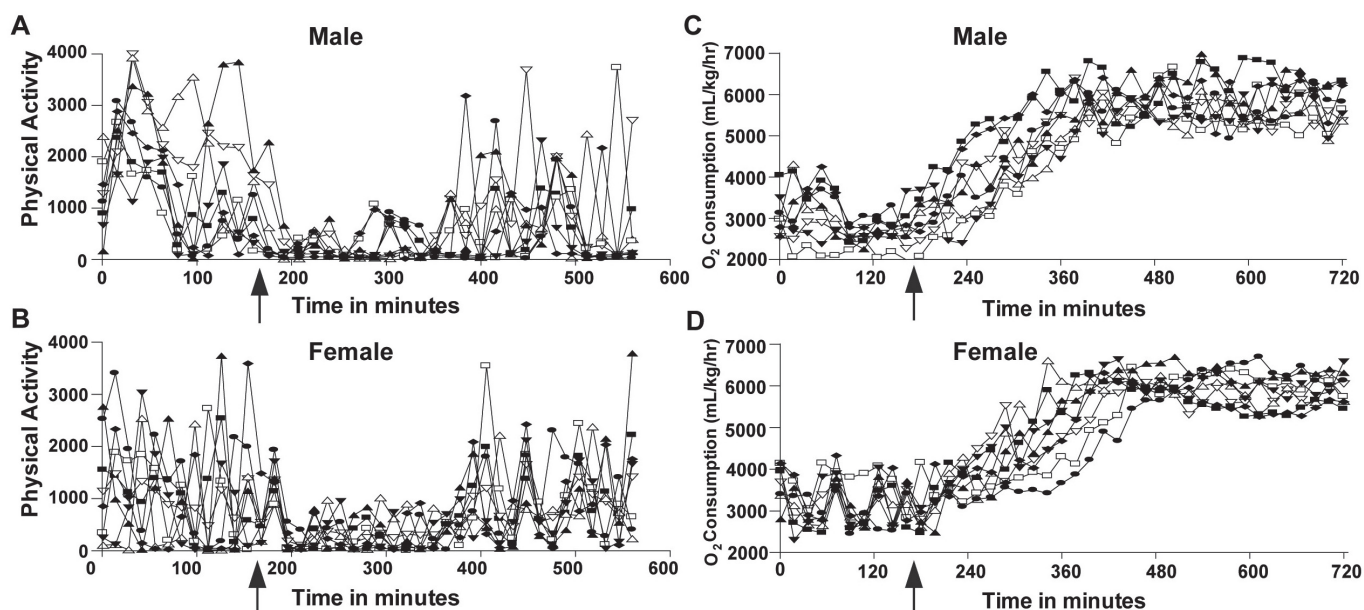 A
Male
Physical Activity
4000
3000
2000
1000
0
0 100 200 300 400 500 600
Time in minutes
B
Female
Physical Activity
4000
3000
2000
1000
0
0 100 200 300 400 500 600
Time in minutes
C
Male
O2 Consumption (mL/kg/hr)
7000
6000
5000
4000
3000
2000
0 120 240 360 480 600 720
Time in minutes
D
Female
O2 Consumption (mL/kg/hr)
7000
6000
5000
4000
3000
2000
0 120 240 360 480 600 720
Time in minutes